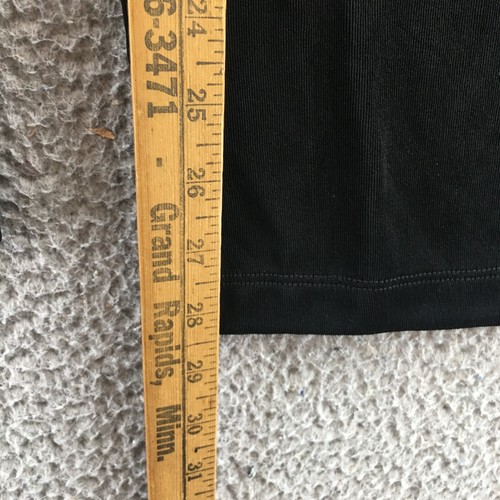 6-3471 - Grand Rapids, Minn.
24 25 26 27 28 29 30 31